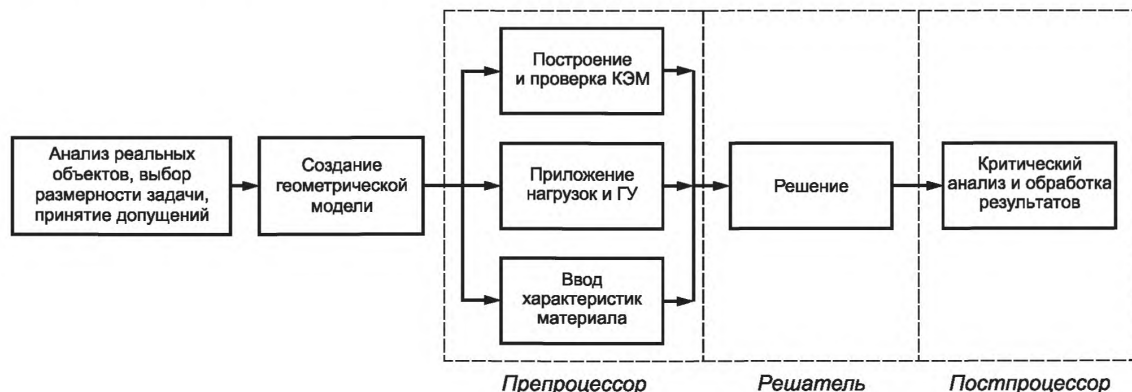 Анализ реальных
объектов, выбор
размерности задачи,
принятие допущений
Создание
геометрической
модели
Построение
и проверка КЭМ
Приложение
нагрузок и ГУ
Ввод
характеристик
материала
Решение
Критический
анализ и обработка
результатов
Препроцессор
Решатель
Постпроцессор